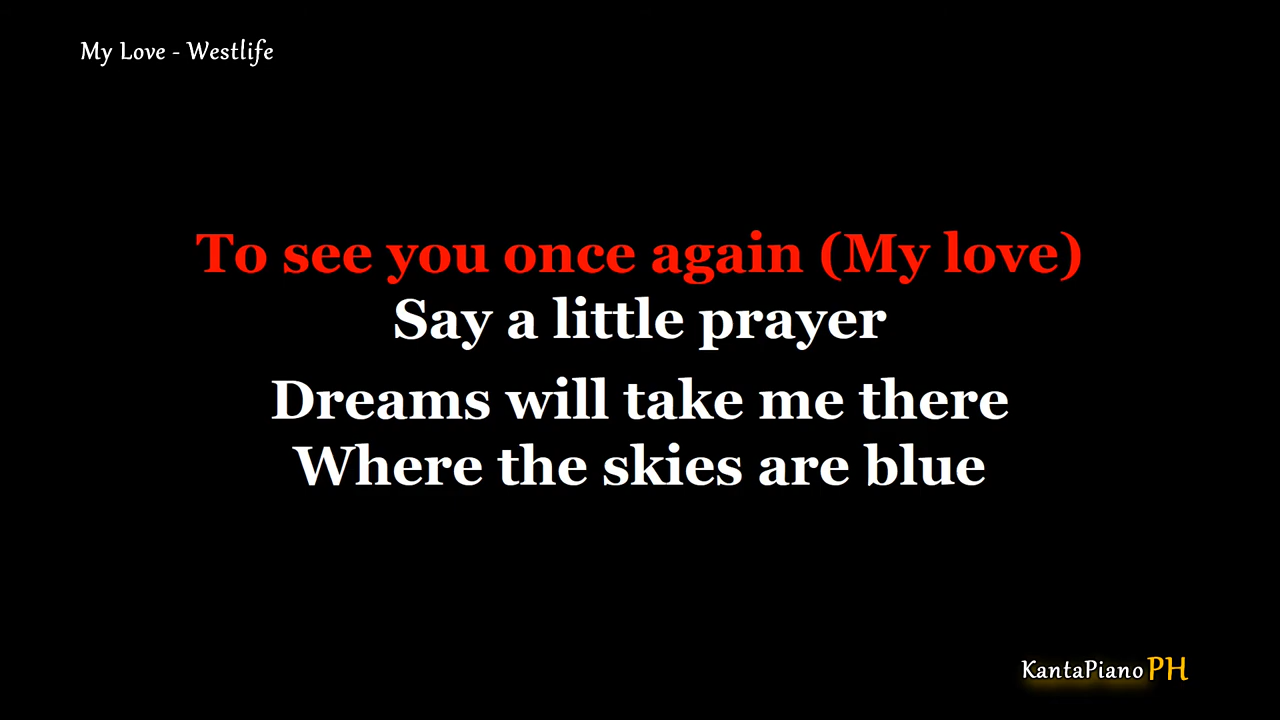 My Love - Westlife
To see you once again (My love)
Say a little prayer
Dreams will take me there
Where the skies are blue
KantaPiano PH